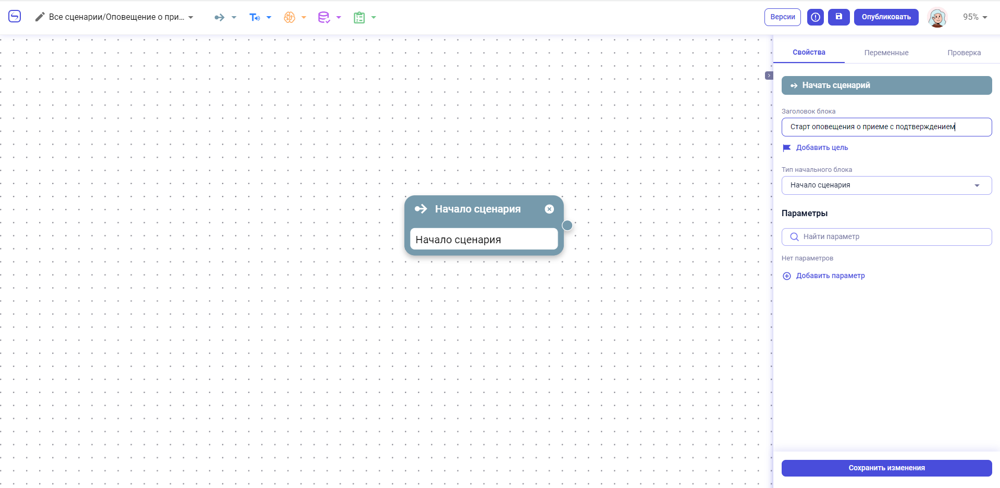 Все сценарии/Оповещение о при...
Версии
Опубликовать
95%
Свойства
Переменные
Проверка
Начать сценарий
Заголовок блока
Старт оповещения о приеме с подтверждением
Добавить цель
Тип начального блока
Начало сценария
Параметры
Найти параметр
Нет параметров
Добавить параметр
Сохранить изменения
Начало сценария
Начало сценария